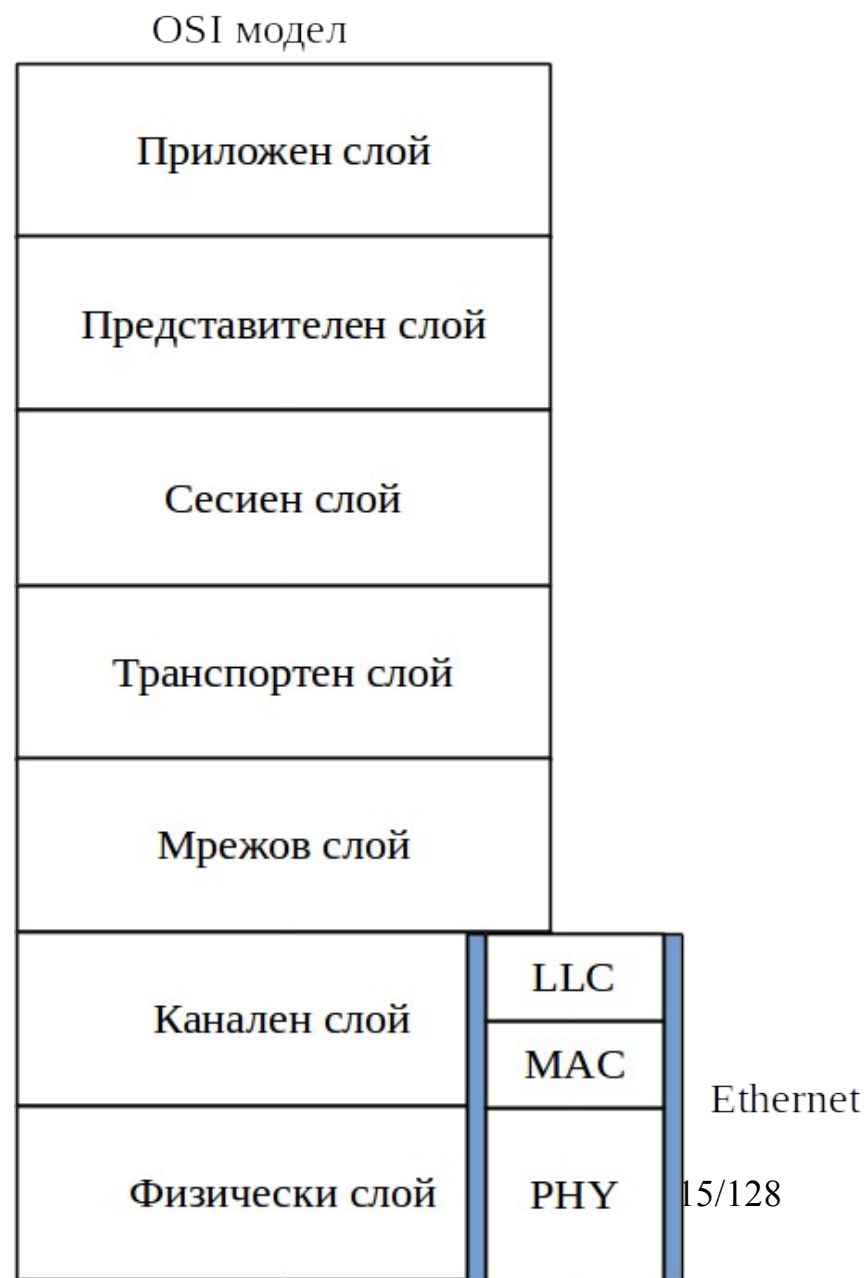 OSI модел
Приложен слой
Представителен слой
Сесиен слой
Транспортен слой
Мрежов слой
Канален слой
LLC
MAC
Ethernet
Физически слой
PHY
15/128